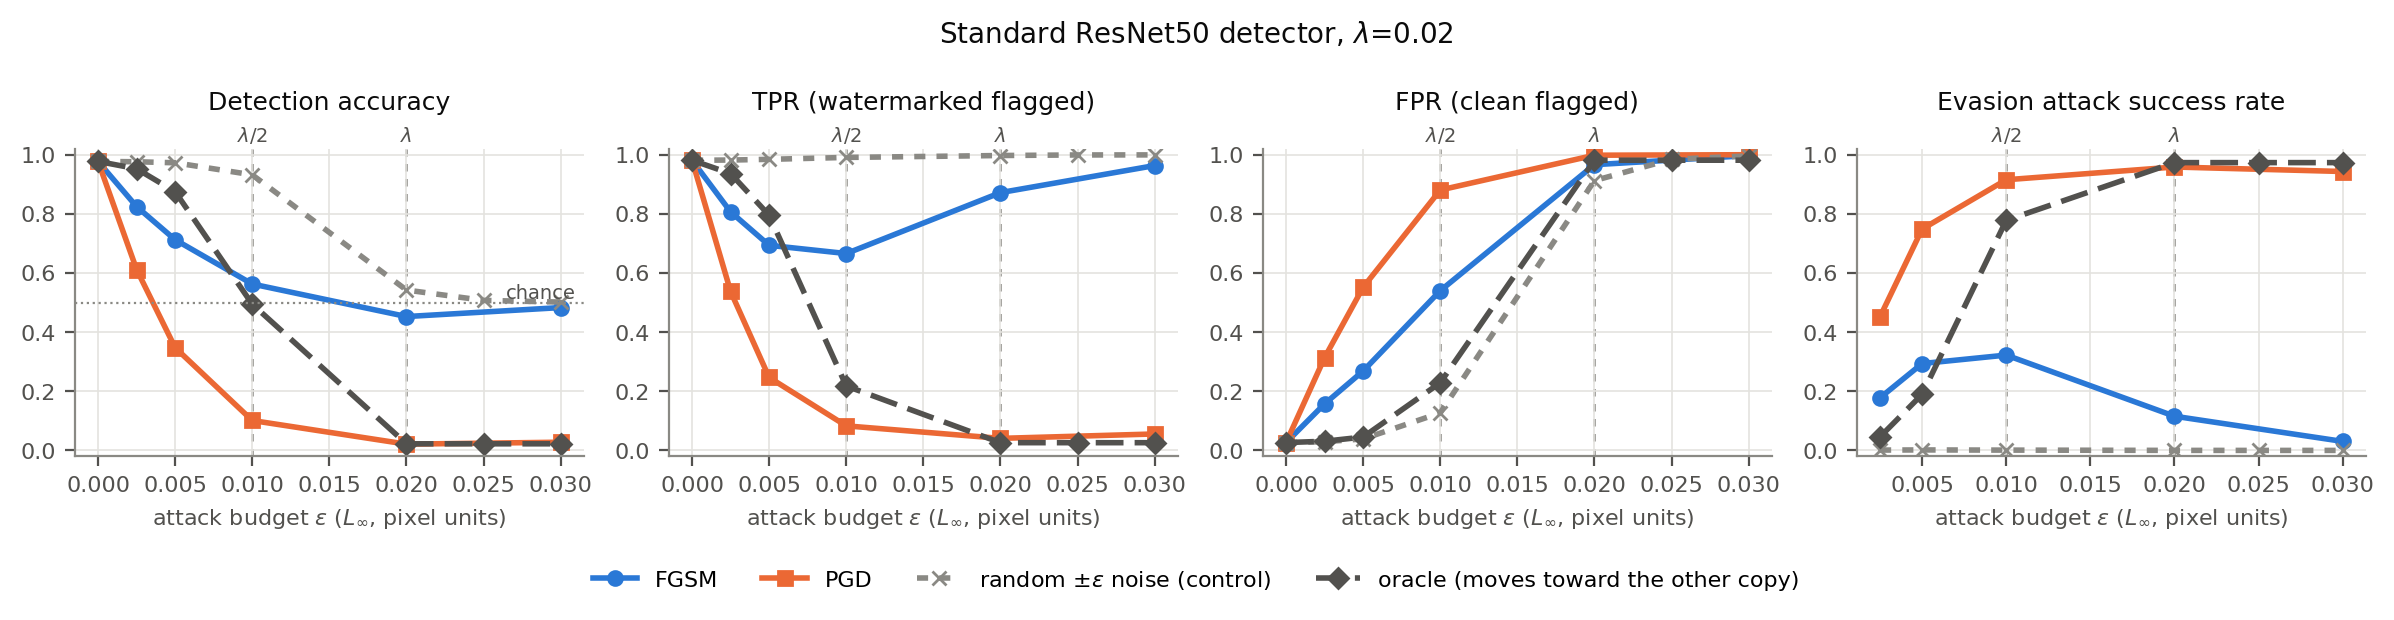 Standard ResNet50 detector, λ=0.02
Detection accuracy
λ/2 λ
1.0
0.8
0.6
0.4
0.2
0.0
chance
0.000 0.005 0.010 0.015 0.020 0.025 0.030
attack budget ε (L∞, pixel units)
TPR (watermarked flagged)
λ/2 λ
1.0
0.8
0.6
0.4
0.2
0.0
0.000 0.005 0.010 0.015 0.020 0.025 0.030
attack budget ε (L∞, pixel units)
FPR (clean flagged)
λ/2 λ
1.0
0.8
0.6
0.4
0.2
0.0
0.000 0.005 0.010 0.015 0.020 0.025 0.030
attack budget ε (L∞, pixel units)
Evasion attack success rate
λ/2 λ
1.0
0.8
0.6
0.4
0.2
0.0
0.005 0.010 0.015 0.020 0.025 0.030
attack budget ε (L∞, pixel units)
FGSM PGD random ±ε noise (control) oracle (moves toward the other copy)